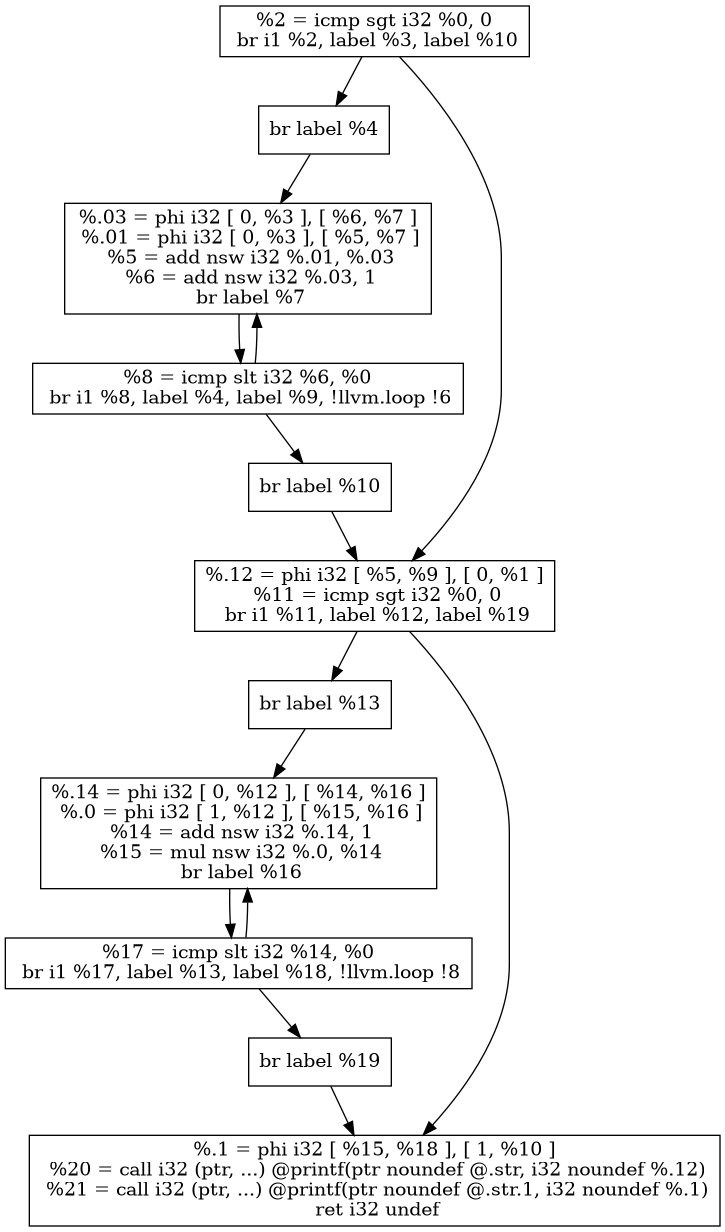 %2 = icmp sgt i32 %0, 0
br i1 %2, label %3, label %10
br label %4
%.03 = phi i32 [ 0, %3 ], [ %6, %7 ]
%.01 = phi i32 [ 0, %3 ], [ %5, %7 ]
%5 = add nsw i32 %.01, %.03
%6 = add nsw i32 %.03, 1
br label %7
%8 = icmp slt i32 %6, %0
br i1 %8, label %4, label %9, !llvm.loop !6
br label %10
%.12 = phi i32 [ %5, %9 ], [ 0, %1 ]
%11 = icmp sgt i32 %0, 0
br i1 %11, label %12, label %19
br label %13
%.14 = phi i32 [ 0, %12 ], [ %14, %16 ]
%.0 = phi i32 [ 1, %12 ], [ %15, %16 ]
%14 = add nsw i32 %.14, 1
%15 = mul nsw i32 %.0, %14
br label %16
%17 = icmp slt i32 %14, %0
br i1 %17, label %13, label %18, !llvm.loop !8
br label %19
%.1 = phi i32 [ %15, %18 ], [ 1, %10 ]
%20 = call i32 (ptr, ...) @printf(ptr noundef @.str, i32 noundef %.12)
%21 = call i32 (ptr, ...) @printf(ptr noundef @.str.1, i32 noundef %.1)
ret i32 undef